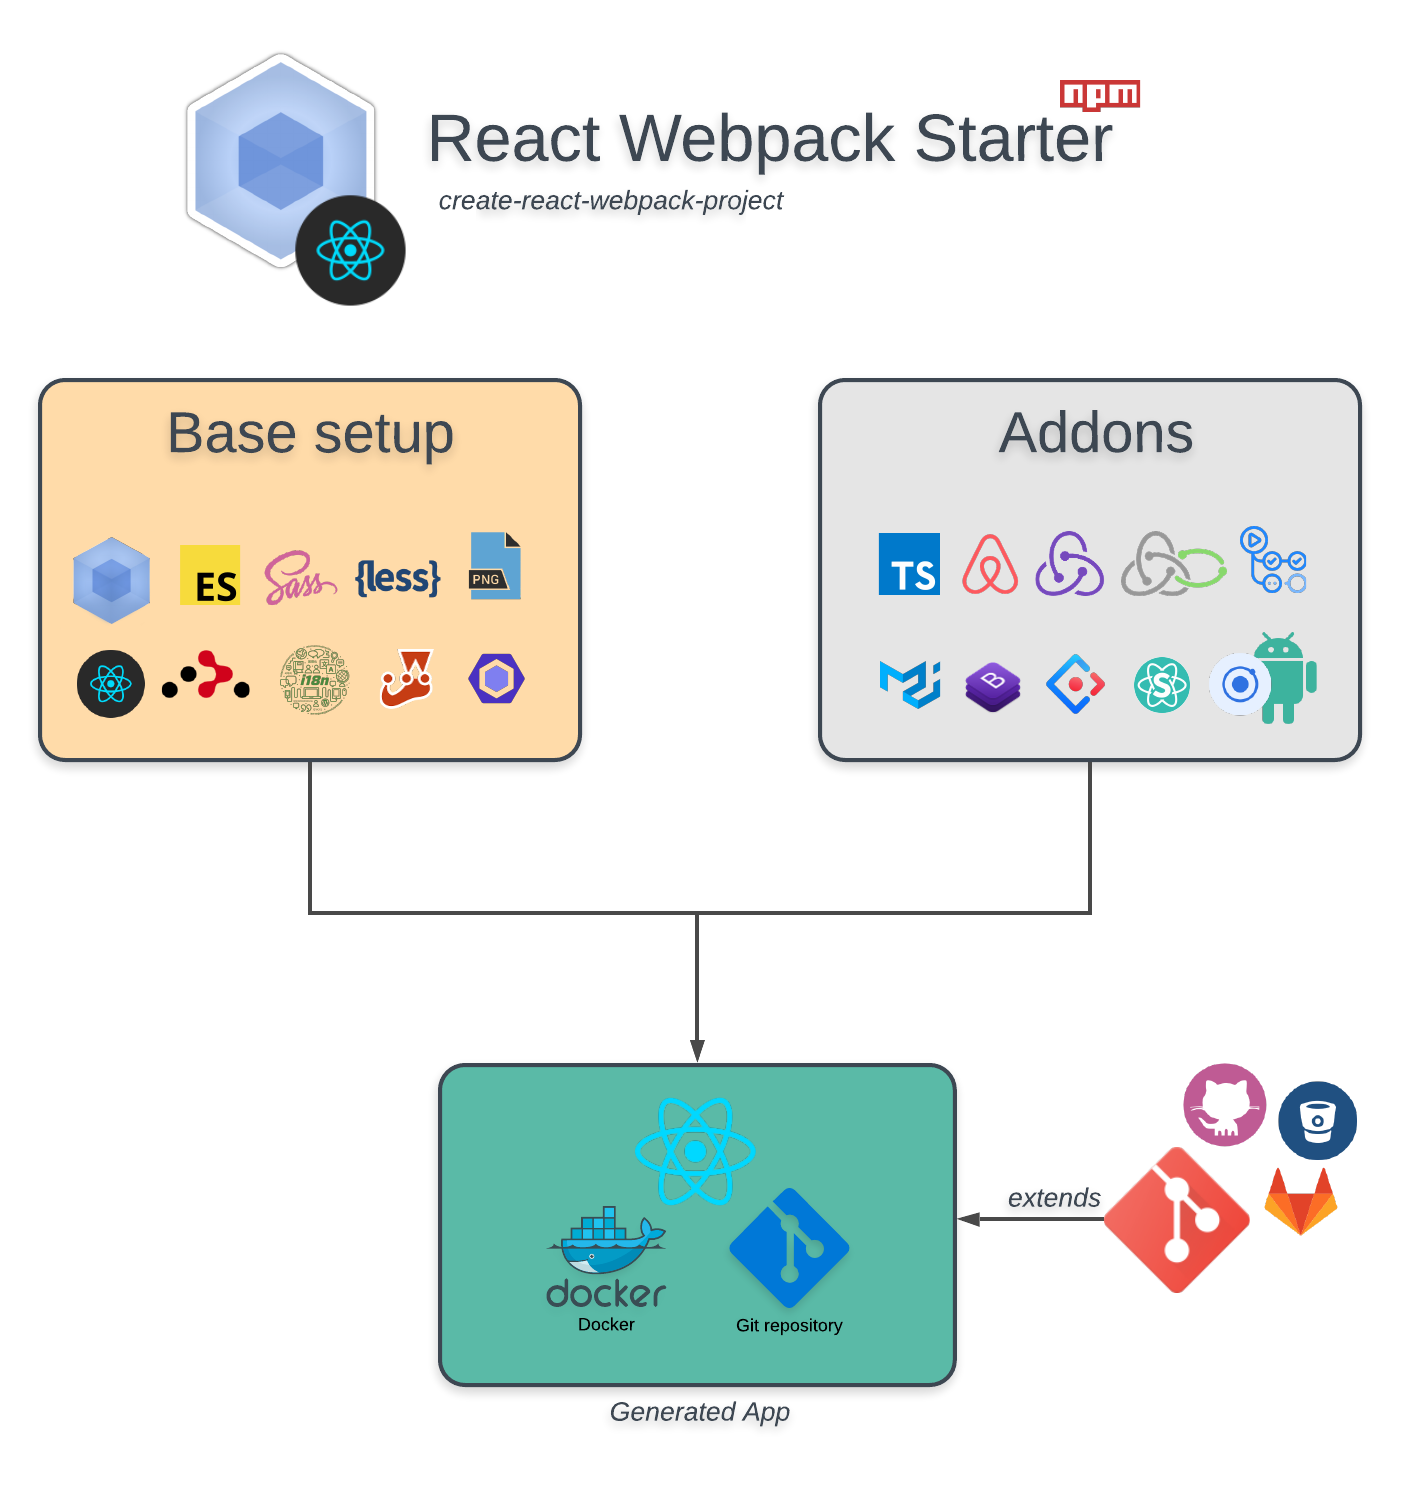 npm
React Webpack Starter
create-react-webpack-project
Base setup
ES
Sass
{less}
PNG
i18n
Addons
TS
B
S
extends
docker
Docker
Git repository
Generated App